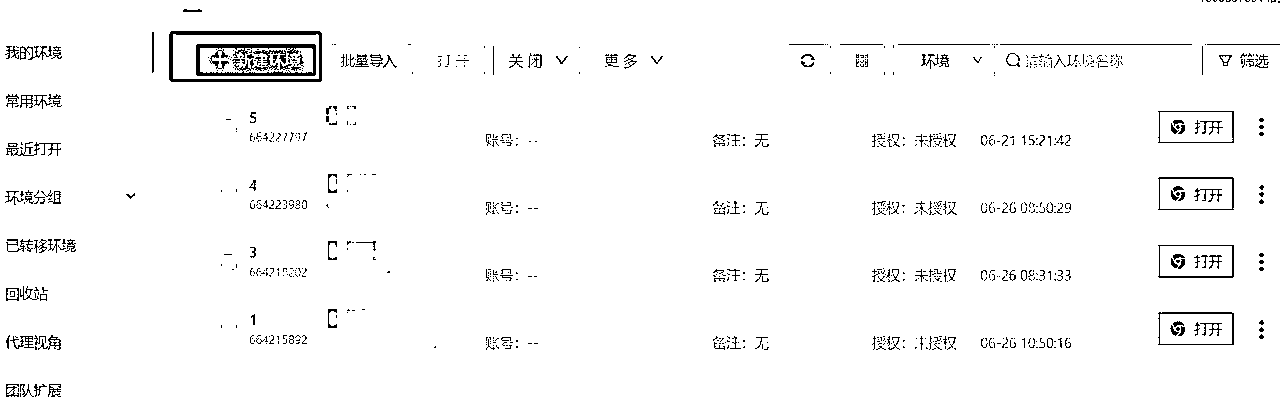 我的环境
新建环境 批量导入 打开 关闭 更多 环境 请输入环境名称 筛选
常用环境
5 打开
664227797 账号：-- 备注：无 授权：未授权 06-21 15:21:42
最近打开
4 打开
环境分组
664223980 账号：-- 备注：无 授权：未授权 06-26 08:50:29
已转移环境
3 打开
664215202 账号：-- 备注：无 授权：未授权 06-26 08:31:33
回收站
1 打开
代理视角
664215892 账号：-- 备注：无 授权：未授权 06-26 10:50:16
团队扩展